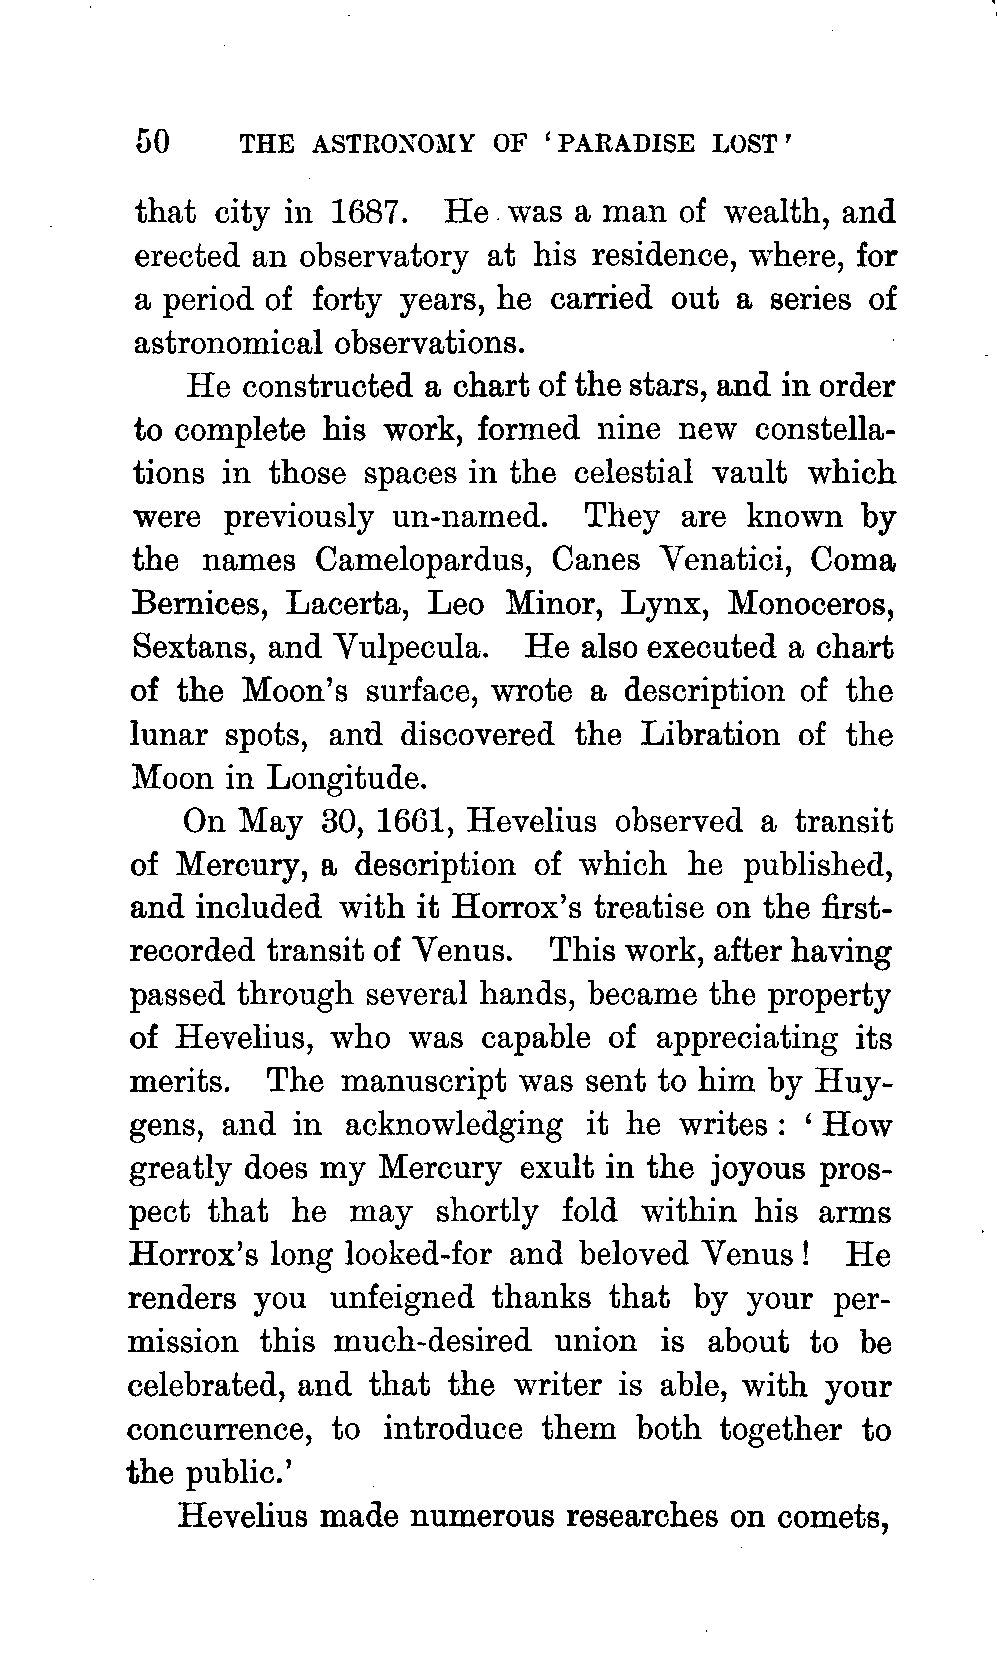 50 THE ASTRONOMY OF ‘PARADISE LOST’
that city in 1687. He was a man of wealth, and
erected an observatory at his residence, where, for
a period of forty years, he carried out a series of
astronomical observations.
He constructed a chart of the stars, and in order
to complete his work, formed nine new constella-
tions in those spaces in the celestial vault which
were previously un-named. They are known by
the names Camelopardus, Canes Venatici, Coma
Bernices, Lacerta, Leo Minor, Lynx, Monoceros,
Sextans, and Vulpecula. He also executed a chart
of the Moon’s surface, wrote a description of the
lunar spots, and discovered the Libration of the
Moon in Longitude.
On May 30, 1661, Hevelius observed a transit
of Mercury, a description of which he published,
and included with it Horrox’s treatise on the first-
recorded transit of Venus. This work, after having
passed through several hands, became the property
of Hevelius, who was capable of appreciating its
merits. The manuscript was sent to him by Huy-
gens, and in acknowledging it he writes : ‘ How
greatly does my Mercury exult in the joyous pros-
pect that he may shortly fold within his arms
Horrox’s long looked-for and beloved Venus ! He
renders you unfeigned thanks that by your per-
mission this much-desired union is about to be
celebrated, and that the writer is able, with your
concurrence, to introduce them both together to
the public.’
Hevelius made numerous researches on comets,